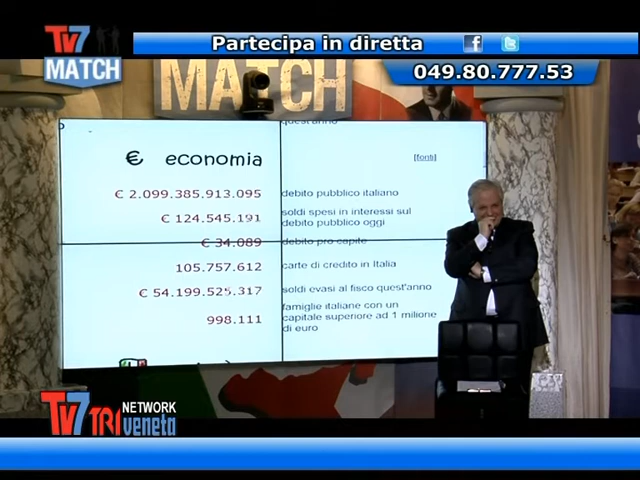 Partecipa in diretta
TV7
MATCH
049.80.777.53
MATCH
quest'anno
€ economia
[fonti]
€ 2.099.385.913.095 debito pubblico italiano
€ 124.545.191 soldi spesi in interessi sul
debito pubblico oggi
€ 34.089 debito pro capite
105.757.612 carte di credito in Italia
€ 54.199.525.317 soldi evasi al fisco quest'anno
998.111 famiglie italiane con un
capitale superiore ad 1 milione
di euro
TV7 TRIveneta
NETWORK